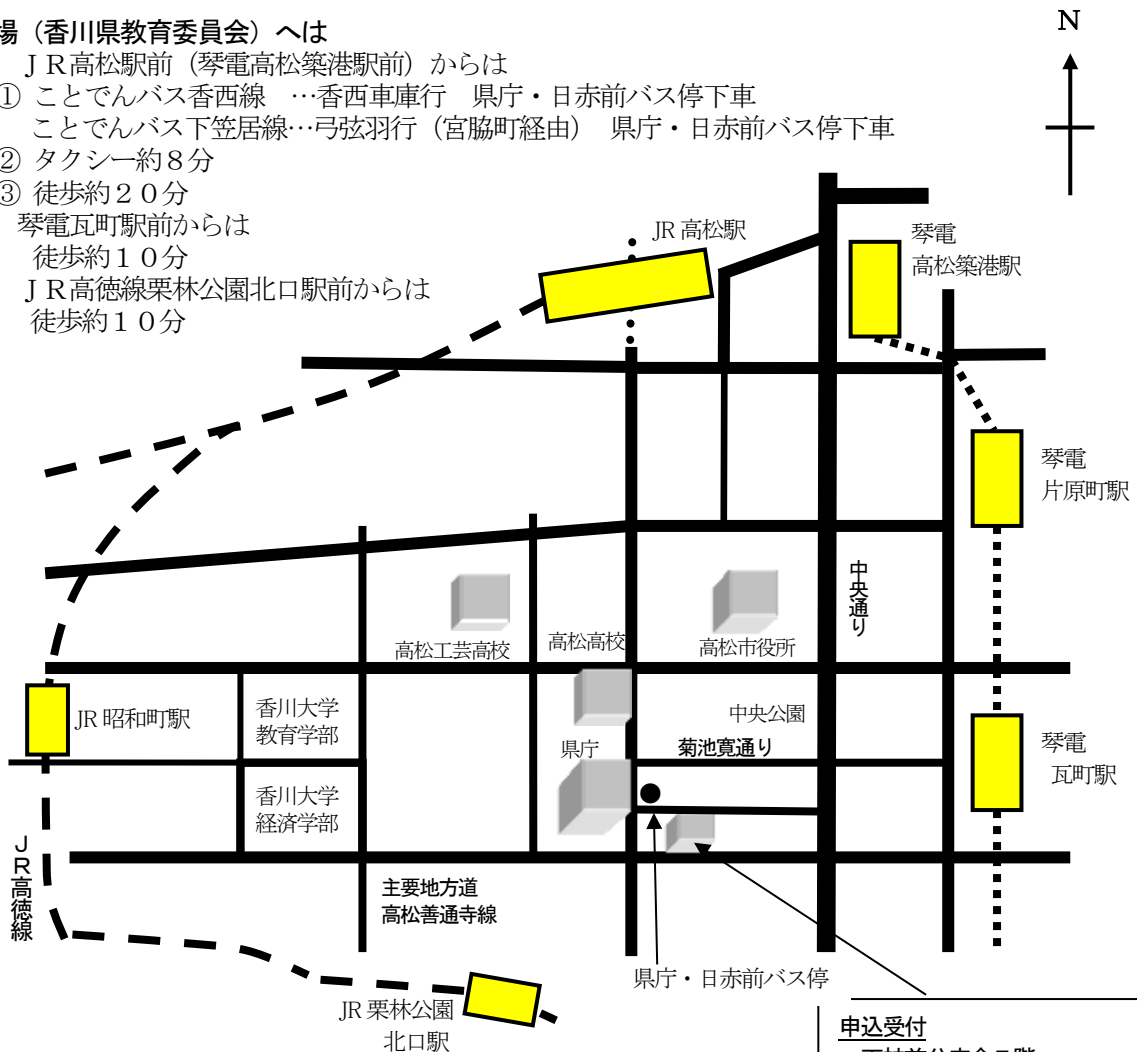 場（香川県教育委員会）へは
ＪＲ高松駅前（琴電高松築港駅前）からは
① ことでんバス香西線　…香西車庫行　県庁・日赤前バス停下車
ことでんバス下笠居線…弓弦羽行（宮脇町経由）　県庁・日赤前バス停下車
② タクシー約８分
③ 徒歩約２０分
琴電瓦町駅前からは
徒歩約１０分
ＪＲ高徳線栗林公園北口駅前からは
徒歩約１０分
N
JR 高松駅
琴電
高松築港駅
琴電
片原町駅
中央通り
高松工芸高校
高松高校
高松市役所
JR 昭和町駅
香川大学
教育学部
中央公園
県庁
菊池寛通り
琴電
瓦町駅
香川大学
経済学部
ＪＲ高徳線
主要地方道
高松善通寺線
県庁・日赤前バス停
JR 栗林公園
北口駅
申込受付